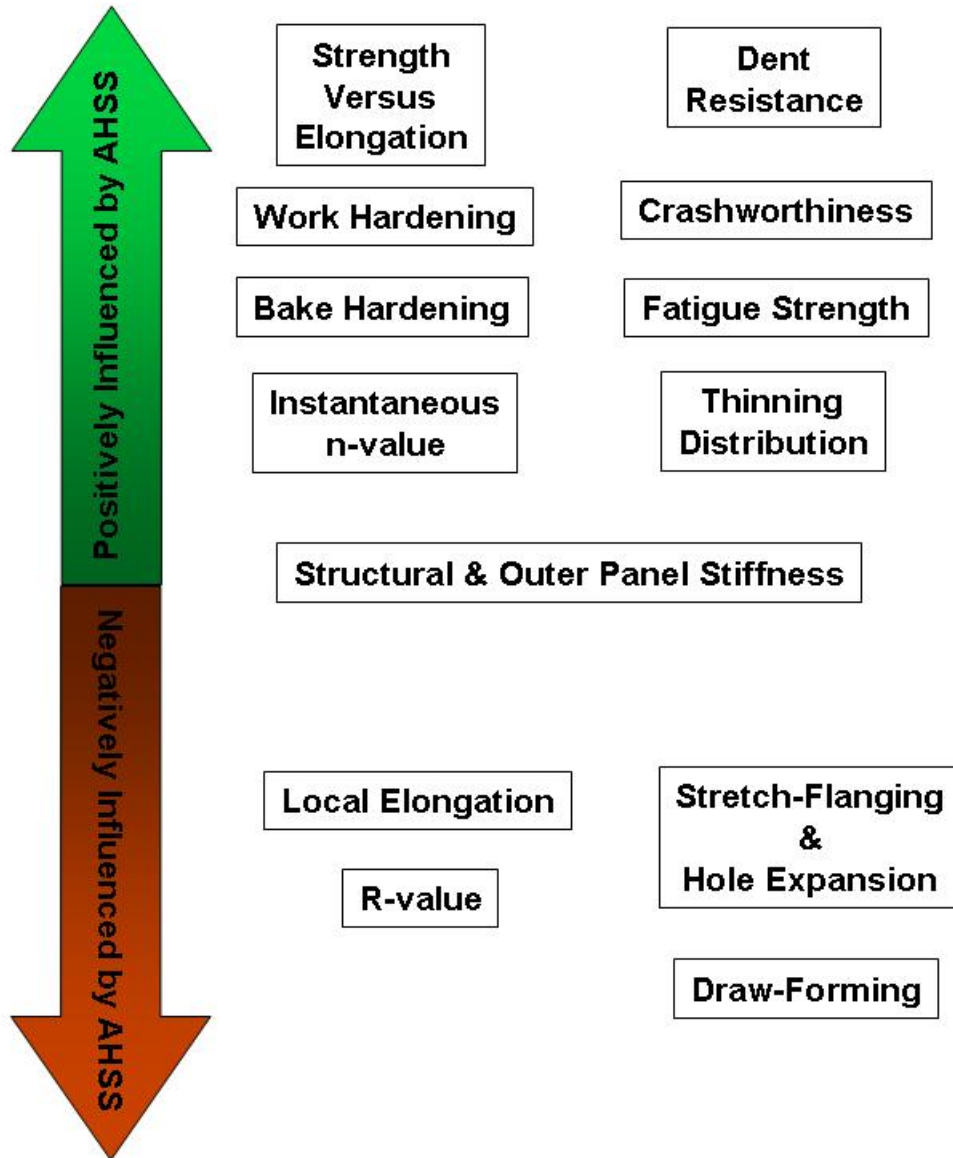 Positively Influenced by AHSS
Strength
Versus
Elongation
Dent
Resistance
Work Hardening
Crashworthiness
Bake Hardening
Fatigue Strength
Instantaneous
n-value
Thinning
Distribution
Structural & Outer Panel Stiffness
Negatively Influenced by AHSS
Local Elongation
Stretch-Flanging
&
Hole Expansion
R-value
Draw-Forming